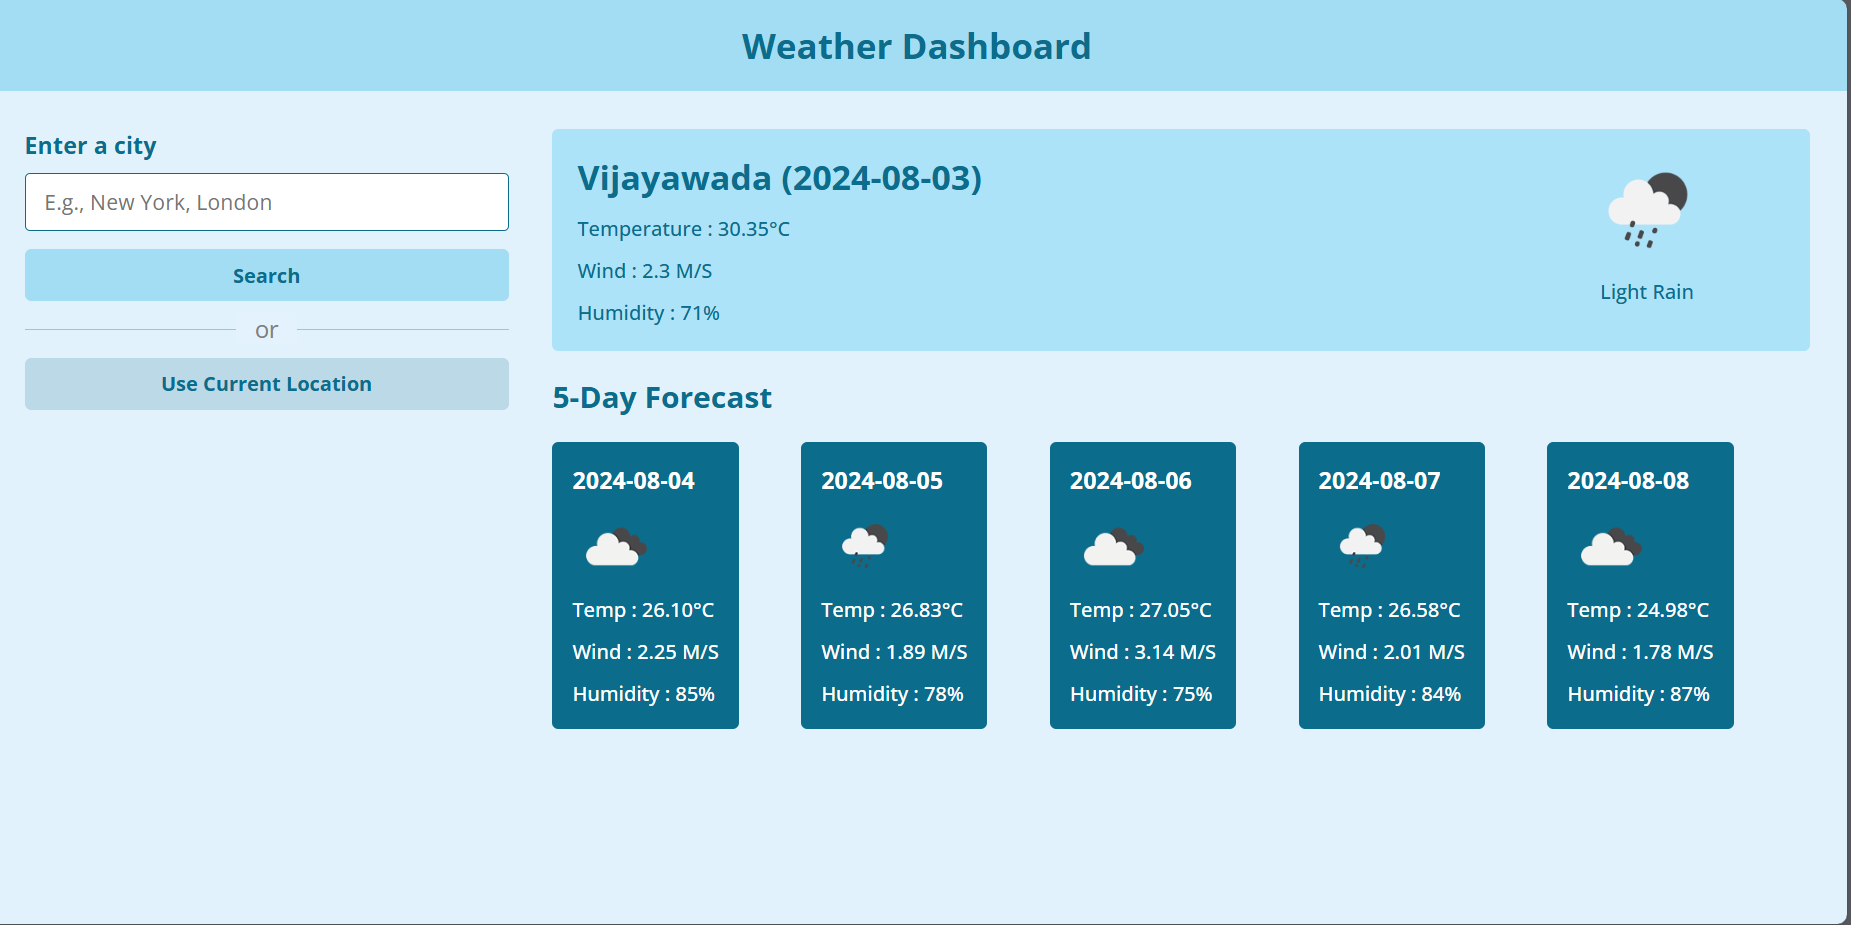 Weather Dashboard
Enter a city
E.g., New York, London
Search
or
Use Current Location
Vijayawada (2024-08-03)
Temperature : 30.35°C
Wind : 2.3 M/S
Humidity : 71%
Light Rain
5-Day Forecast
2024-08-04
Temp : 26.10°C
Wind : 2.25 M/S
Humidity : 85%
2024-08-05
Temp : 26.83°C
Wind : 1.89 M/S
Humidity : 78%
2024-08-06
Temp : 27.05°C
Wind : 3.14 M/S
Humidity : 75%
2024-08-07
Temp : 26.58°C
Wind : 2.01 M/S
Humidity : 84%
2024-08-08
Temp : 24.98°C
Wind : 1.78 M/S
Humidity : 87%